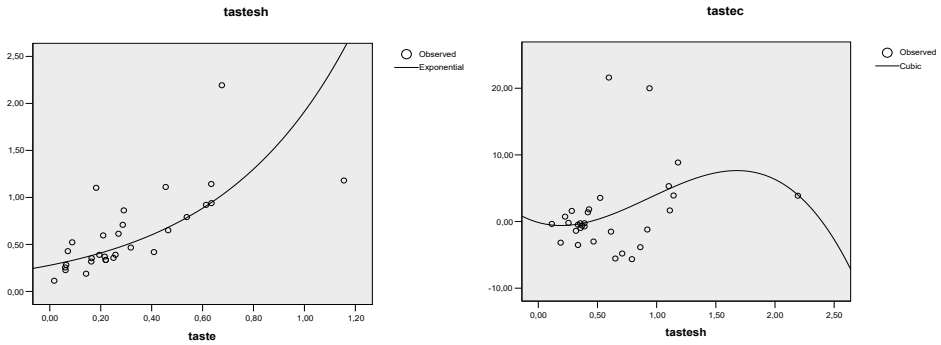 tastesh
2,50
2,00
1,50
1,00
0,50
0,00
0,00 0,20 0,40 0,60 0,80 1,00 1,20
taste
Observed
Exponential
tastec
20,00
10,00
0,00
-10,00
0,00 0,50 1,00 1,50 2,00 2,50
tastesh
Observed
Cubic